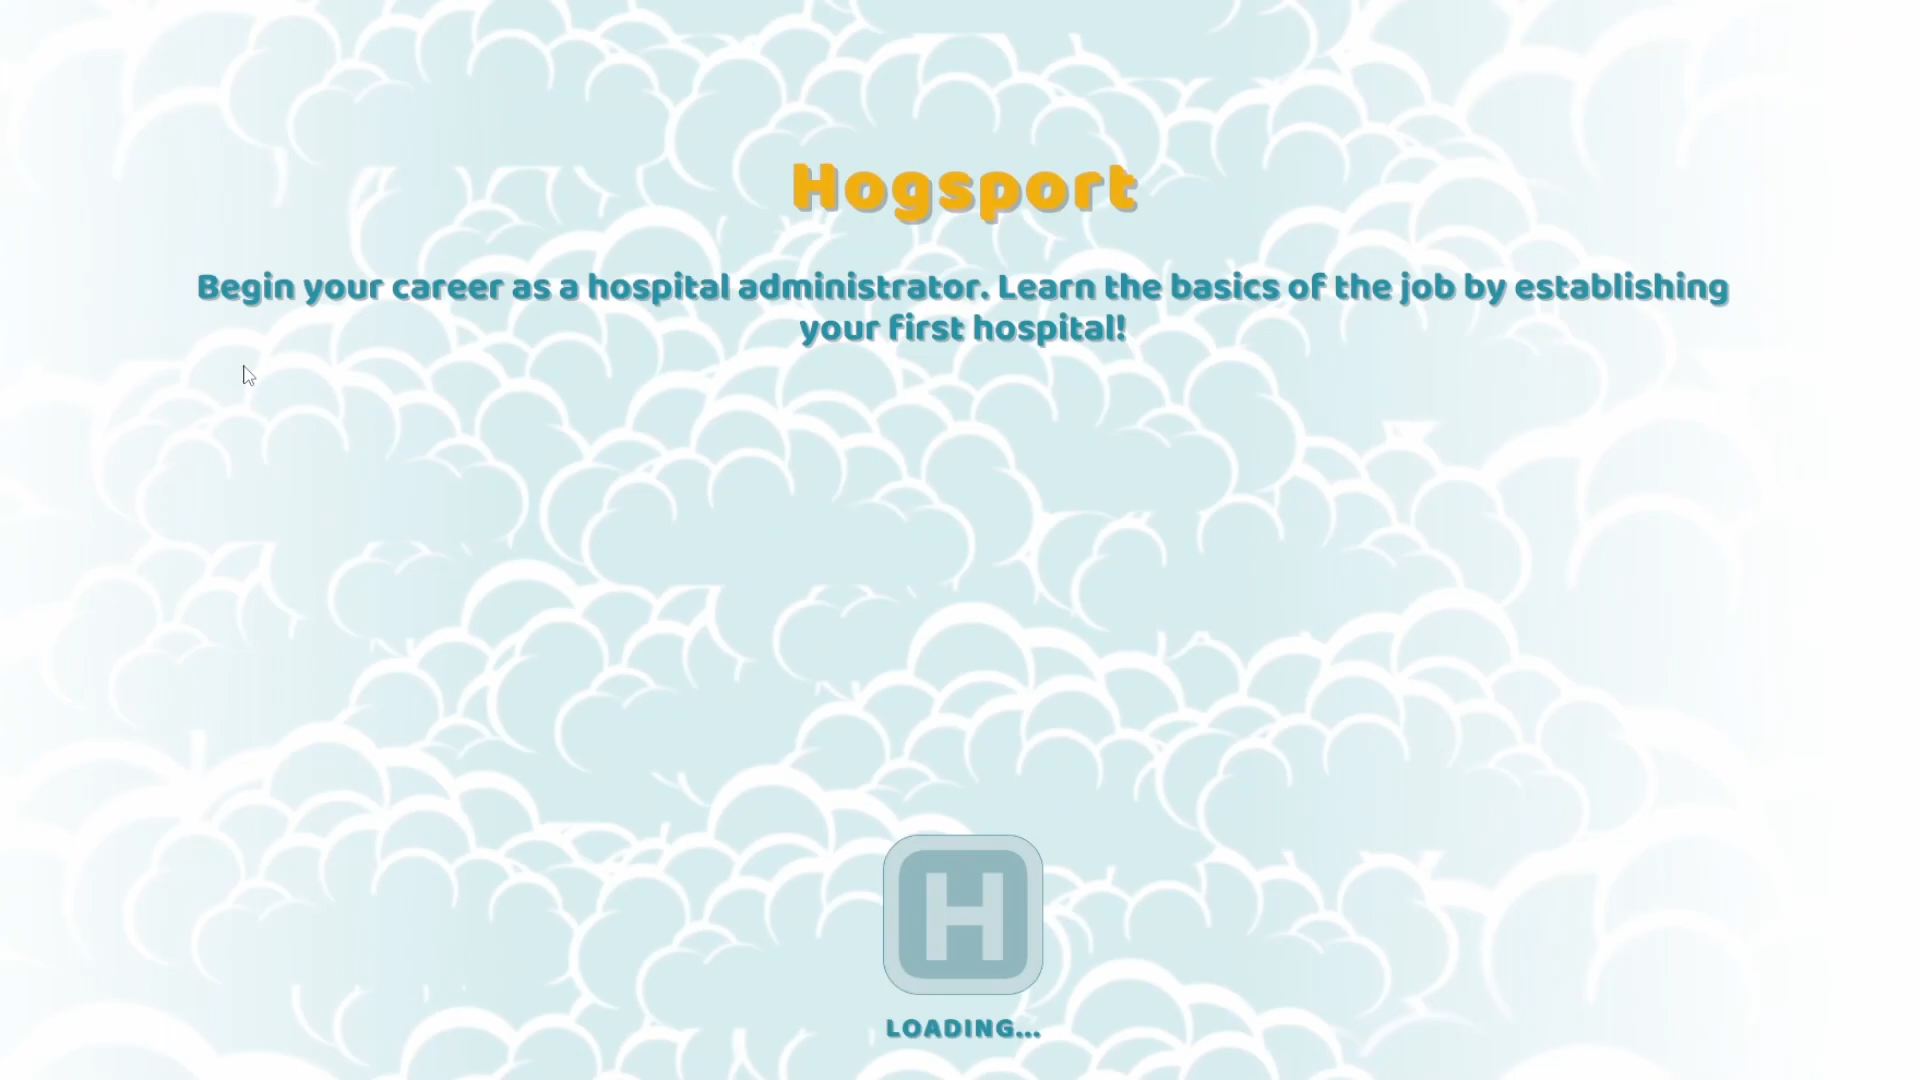 Hogsport
Begin your career as a hospital administrator. Learn the basics of the job by establishing
your first hospital!
H
LOADING...